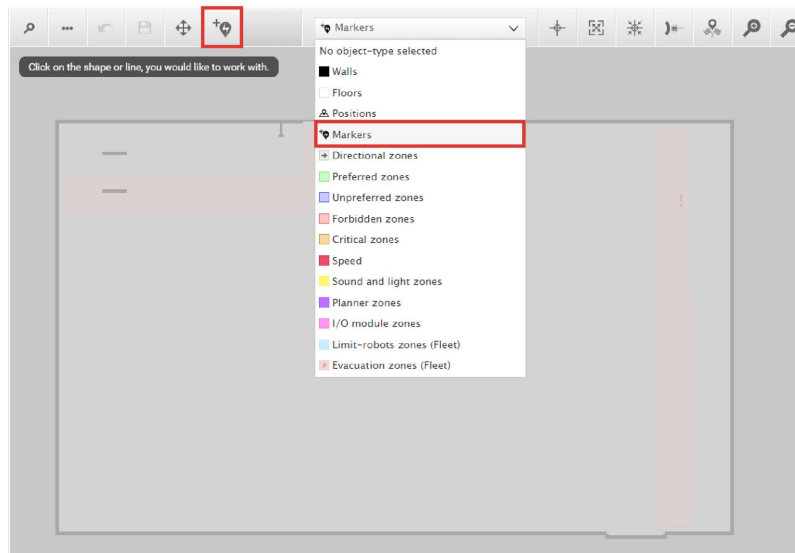 Markers
No object-type selected
Click on the shape or line, you would like to work with.
Walls
Floors
Positions
Markers
Directional zones
Preferred zones
Unpreferred zones
Forbidden zones
Critical zones
Speed
Sound and light zones
Planner zones
I/O module zones
Limit-robots zones (Fleet)
Evacuation zones (Fleet)